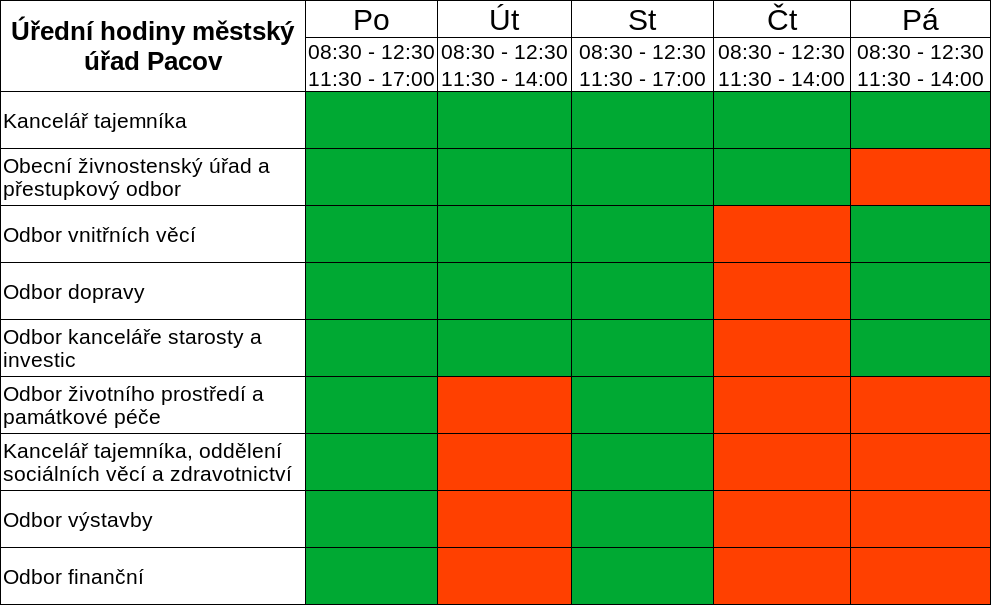 Úřední hodiny městský
úřad Pacov
Po Út St Čt Pá
08:30 - 12:30 08:30 - 12:30 08:30 - 12:30 08:30 - 12:30 08:30 - 12:30
11:30 - 17:00 11:30 - 14:00 11:30 - 17:00 11:30 - 14:00 11:30 - 14:00
Kancelář tajemníka
Obecní živnostenský úřad a
přestupkový odbor
Odbor vnitřních věcí
Odbor dopravy
Odbor kanceláře starosty a
investic
Odbor životního prostředí a
památkové péče
Kancelář tajemníka, oddělení
sociálních věcí a zdravotnictví
Odbor výstavby
Odbor finanční